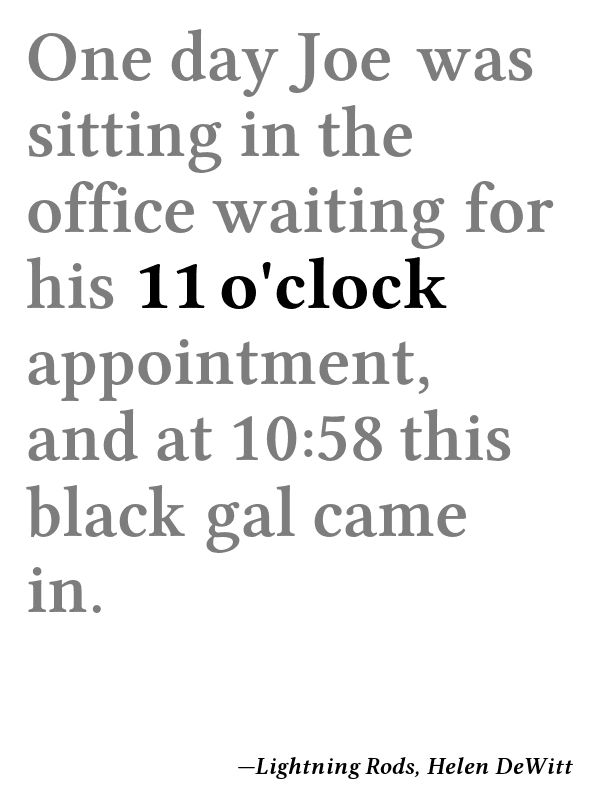 One day Joe was
sitting in the
office waiting for
his 11 o'clock
appointment,
and at 10:58 this
black gal came
in.
—Lightning Rods, Helen DeWitt